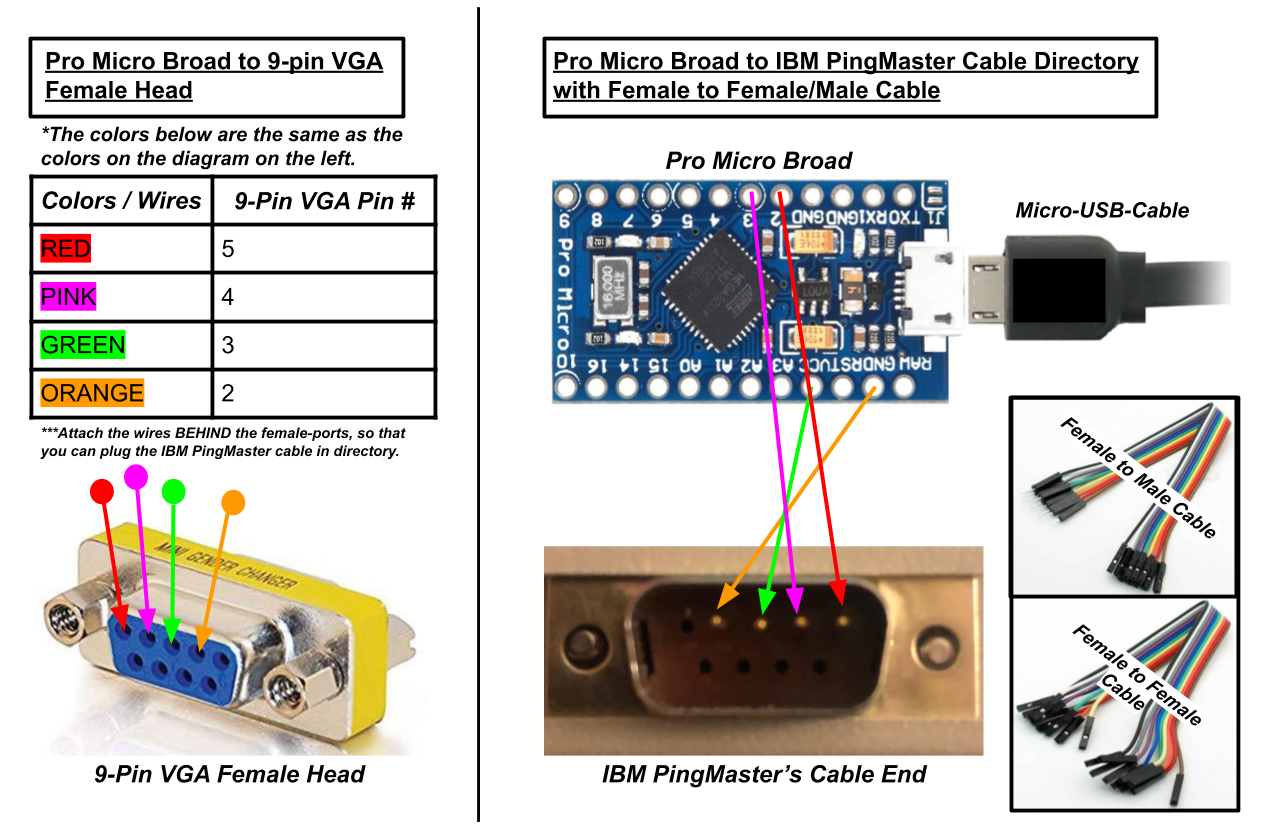 Pro Micro Broad to 9-pin VGA
Female Head
*The colors below are the same as the
colors on the diagram on the left.
Colors / Wires 9-Pin VGA Pin #
RED 5
PINK 4
GREEN 3
ORANGE 2
***Attach the wires BEHIND the female-ports, so that
you can plug the IBM PingMaster cable in directory.
MINI GENDER CHANGER
9-Pin VGA Female Head
Pro Micro Broad to IBM PingMaster Cable Directory
with Female to Female/Male Cable
Pro Micro Broad
9 8 7 6 5 4 3 2 GND GND RX1 TXO J1
Pro Micro
16.000
MHz
10 16 14 15 A0 A1 A2 A3 VCC RST GND RAW
Micro-USB-Cable
IBM PingMaster's Cable End
Female to Male Cable
Female to Female
Cable